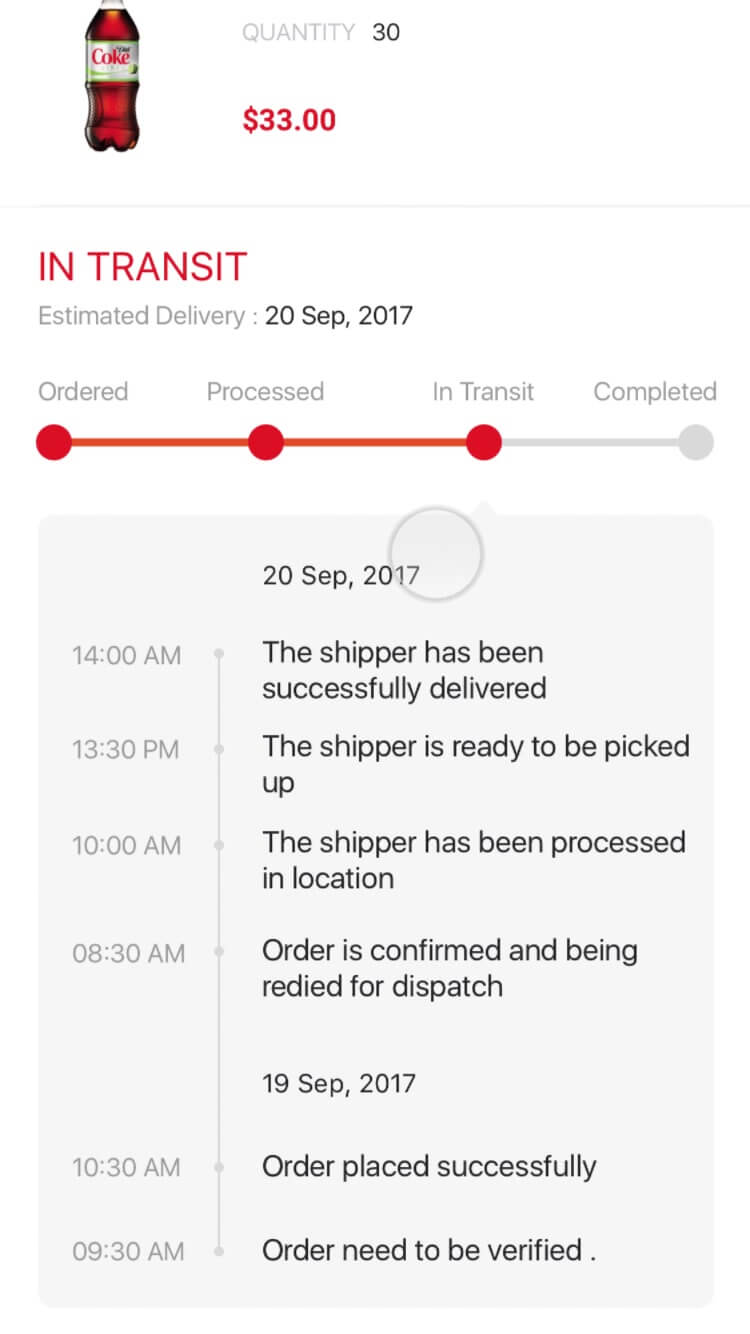 Diet
Coke
QUANTITY 30
$33.00
IN TRANSIT
Estimated Delivery : 20 Sep, 2017
Ordered Processed In Transit Completed
20 Sep, 2017
14:00 AM The shipper has been
successfully delivered
13:30 PM The shipper is ready to be picked
up
10:00 AM The shipper has been processed
in location
08:30 AM Order is confirmed and being
redied for dispatch
19 Sep, 2017
10:30 AM Order placed successfully
09:30 AM Order need to be verified .